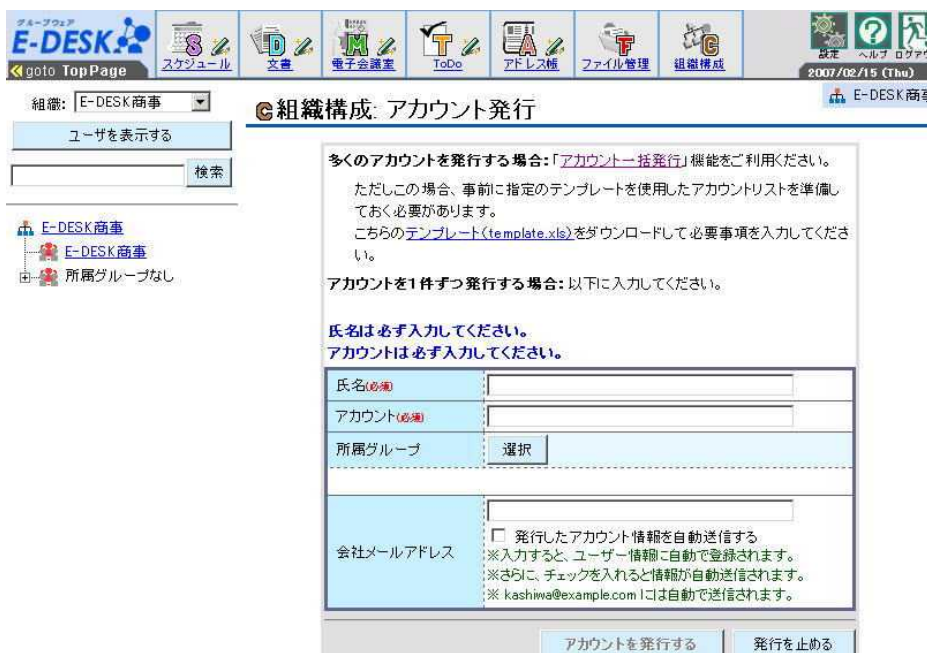 グループウェア
E-DESK
goto TopPage
スケジュール
文書
電子会議室
ToDo
アドレス帳
ファイル管理
組織構成
設定
ヘルプ
ログアウ
2007/02/15 (Thu)
組織:
E-DESK商事
ユーザを表示する
検索
E-DESK商事
E-DESK商事
所属グループなし
組織構成: アカウント発行
E-DESK商事
多くのアカウントを発行する場合:「アカウント一括発行」機能をご利用ください。
ただしこの場合、事前に指定のテンプレートを使用したアカウントリストを準備し
ておく必要があります。
こちらのテンプレート(template.xls)をダウンロードして必要事項を入力してくださ
い。
アカウントを1件ずつ発行する場合:以下に入力してください。
氏名は必ず入力してください。
アカウントは必ず入力してください。
氏名(必須)
アカウント(必須)
所属グループ
選択
会社メールアドレス
発行したアカウント情報を自動送信する
※入力すると、ユーザー情報に自動で登録されます。
※さらに、チェックを入れると情報が自動送信されます。
※ kashiwa@example.com には自動で送信されます。
アカウントを発行する
発行を止める